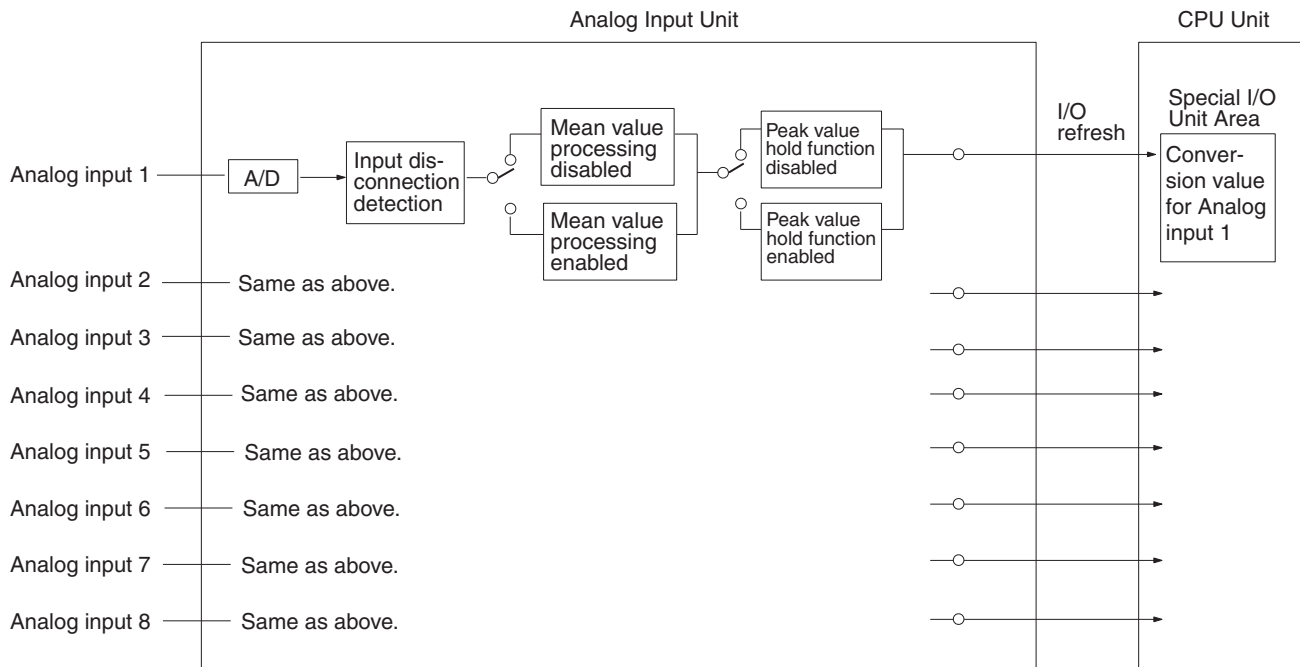 Analog Input Unit
CPU Unit
I/O
refresh
Special I/O
Unit Area
Analog input 1
A/D
Input dis-
connection
detection
Mean value
processing
disabled
Mean value
processing
enabled
Peak value
hold function
disabled
Peak value
hold function
enabled
Conver-
sion value
for Analog
input 1
Analog input 2
Same as above.
Analog input 3
Same as above.
Analog input 4
Same as above.
Analog input 5
Same as above.
Analog input 6
Same as above.
Analog input 7
Same as above.
Analog input 8
Same as above.